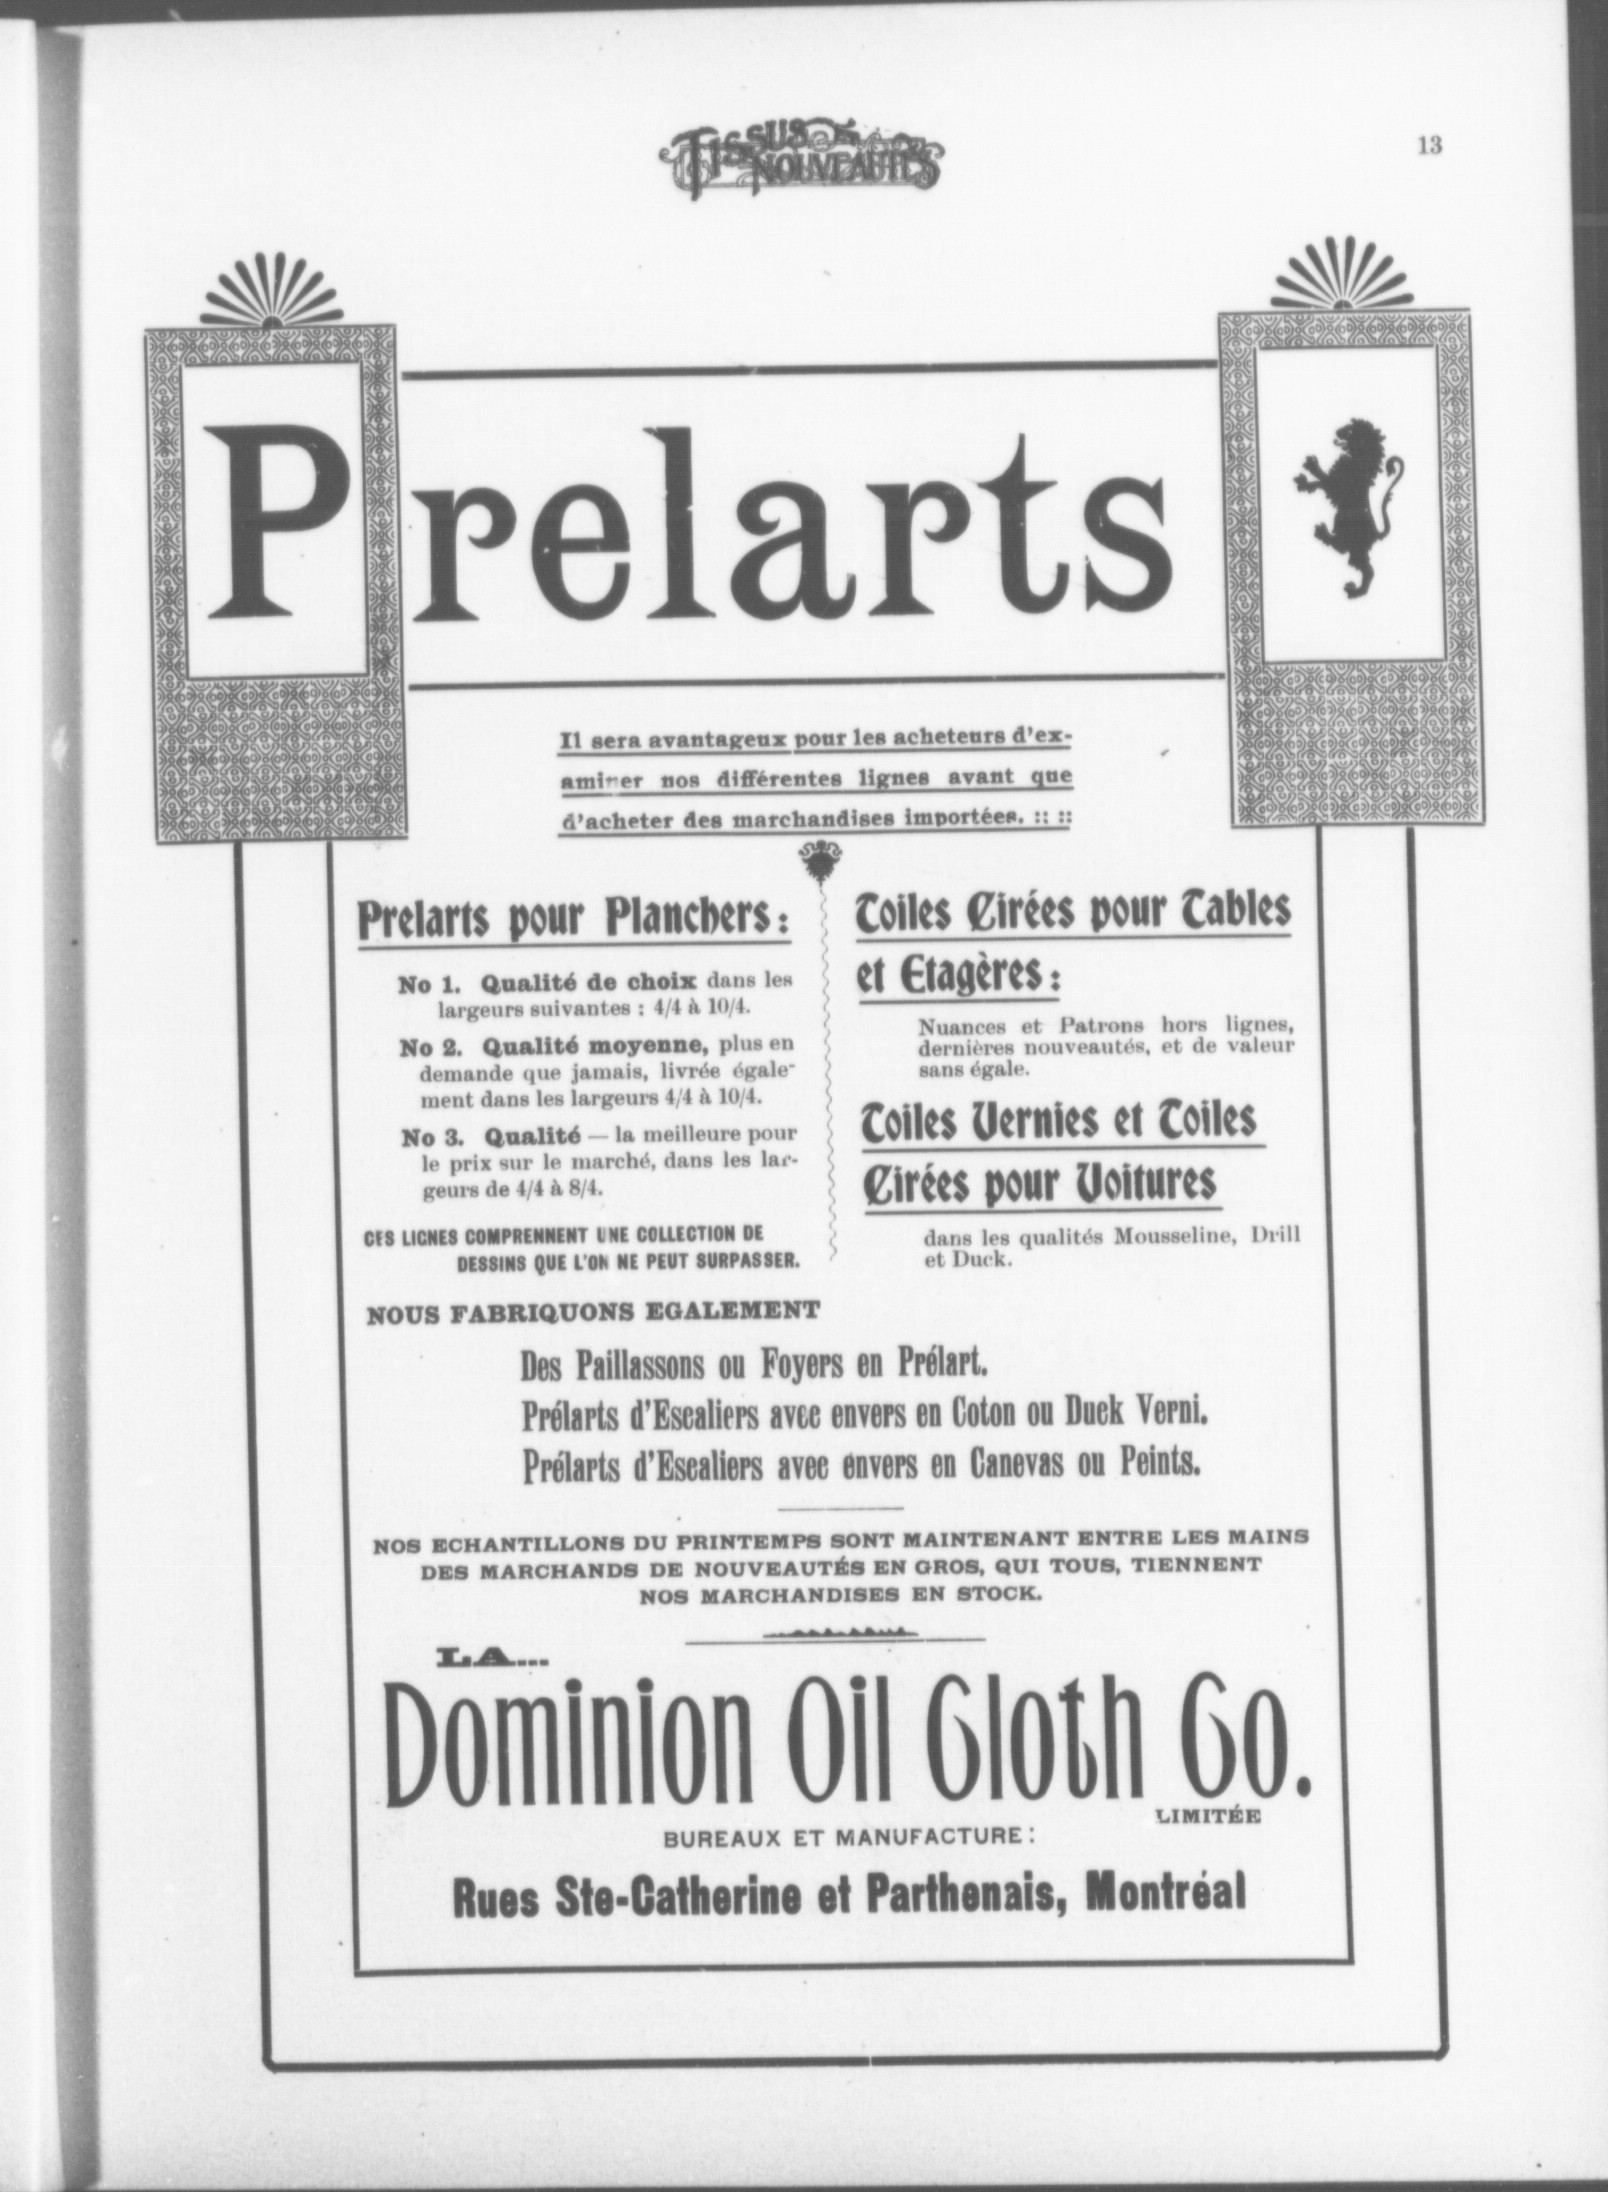 TISSUS
NOUVEAUTÉS
13
Prelarts
Il sera avantageux pour les acheteurs d'ex-
aminer nos différentes lignes avant que
d'acheter des marchandises importées. :: ::
Prelarts pour Planchers :
No 1. Qualité de choix dans les
largeurs suivantes : 4/4 à 10/4.
No 2. Qualité moyenne, plus en
demande que jamais, livrée égale-
ment dans les largeurs 4/4 à 10/4.
No 3. Qualité — la meilleure pour
le prix sur le marché, dans les lar-
geurs de 4/4 à 8/4.
CES LIGNES COMPRENNENT UNE COLLECTION DE
DESSINS QUE L'ON NE PEUT SURPASSER.
Toiles Cirées pour Tables
et Etagères :
Nuances et Patrons hors lignes,
dernières nouveautés, et de valeur
sans égale.
Toiles Vernies et Toiles
Cirées pour Voitures
dans les qualités Mousseline, Drill
et Duck.
NOUS FABRIQUONS EGALEMENT
Des Paillassons ou Foyers en Prélart.
Prélarts d'Escaliers avec envers en Coton ou Duck Verni.
Prélarts d'Escaliers avec envers en Canevas ou Peints.
NOS ECHANTILLONS DU PRINTEMPS SONT MAINTENANT ENTRE LES MAINS
DES MARCHANDS DE NOUVEAUTÉS EN GROS, QUI TOUS, TIENNENT
NOS MARCHANDISES EN STOCK.
LA....
Dominion Oil Cloth Co.
LIMITÉE
BUREAUX ET MANUFACTURE :
Rues Ste-Catherine et Parthenais, Montréal